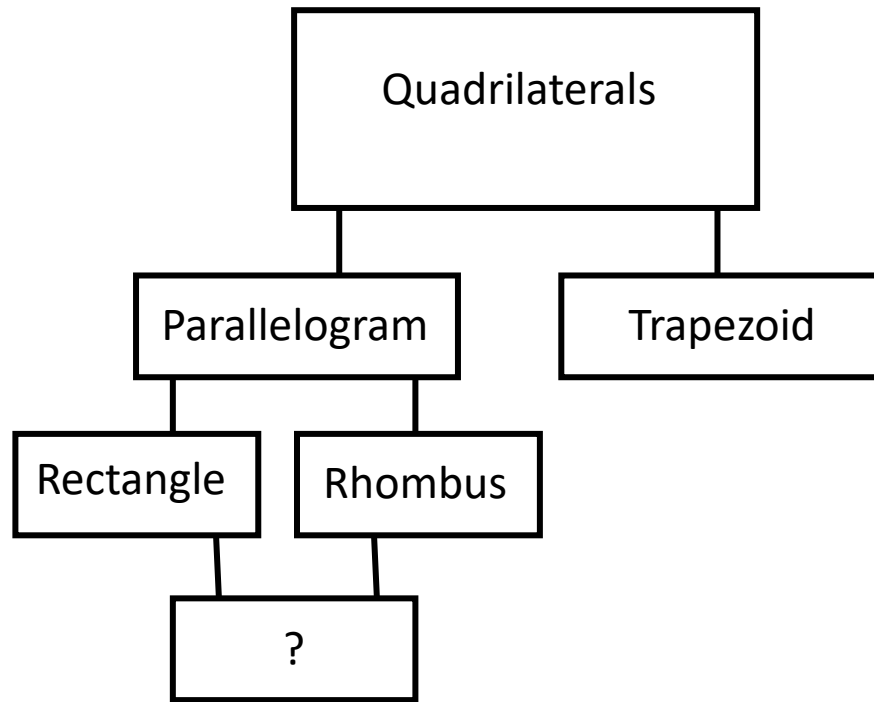 Quadrilaterals
Parallelogram
Trapezoid
Rectangle
Rhombus
?